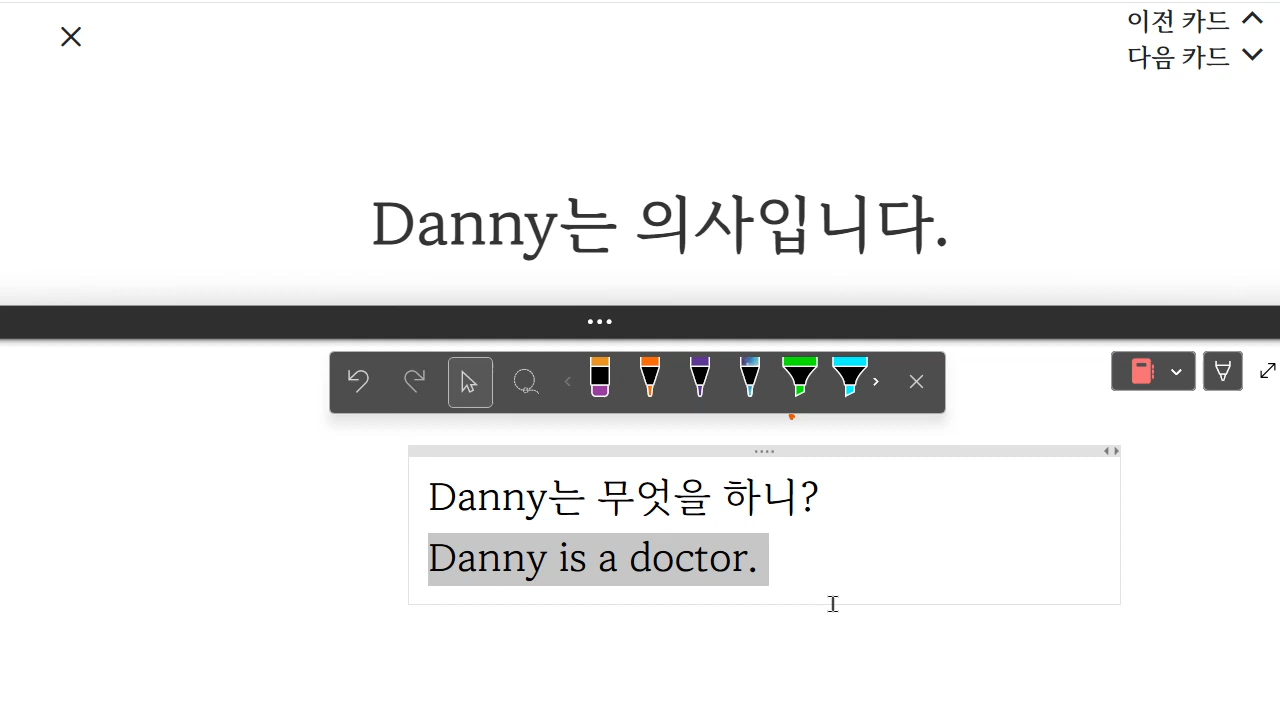 이전 카드
다음 카드
Danny는 의사입니다.
Danny는 무엇을 하니?
Danny is a doctor.